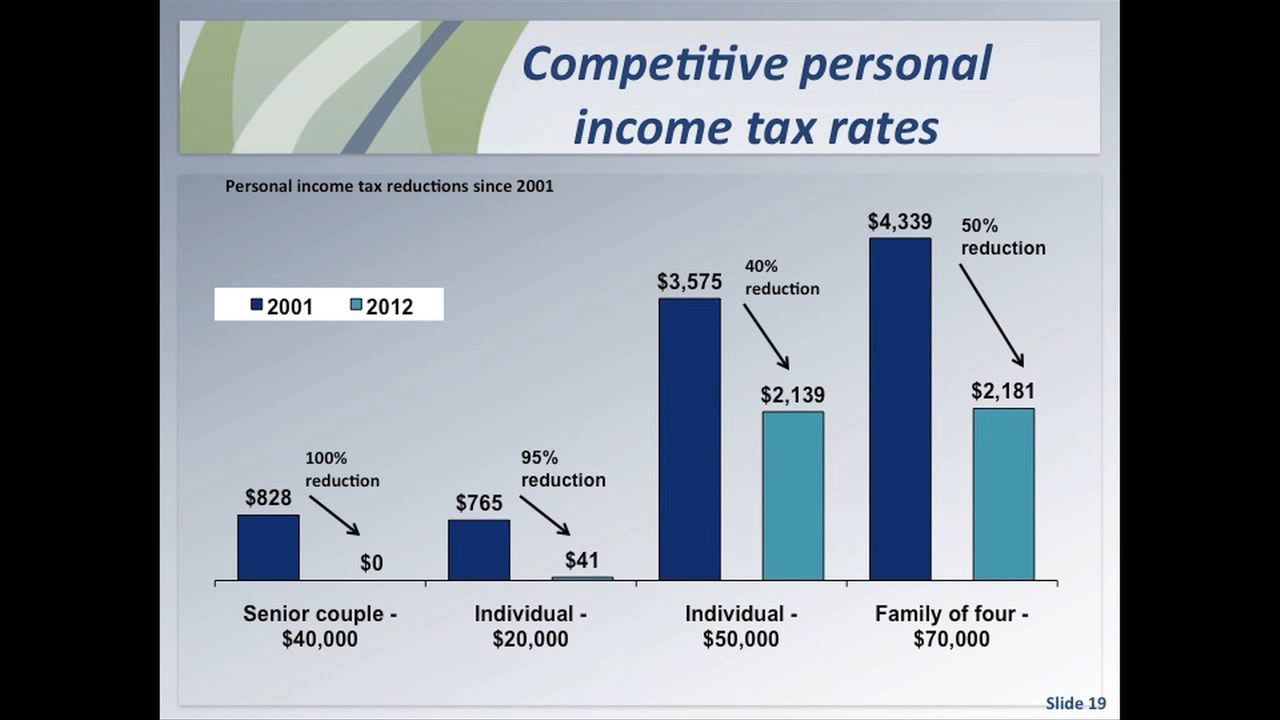 Competitive personal
income tax rates
Personal income tax reductions since 2001
2001 2012
$828
100%
reduction
$0
$765
95%
reduction
$41
$3,575
40%
reduction
$2,139
$4,339
50%
reduction
$2,181
Senior couple -
$40,000
Individual -
$20,000
Individual -
$50,000
Family of four -
$70,000
Slide 19